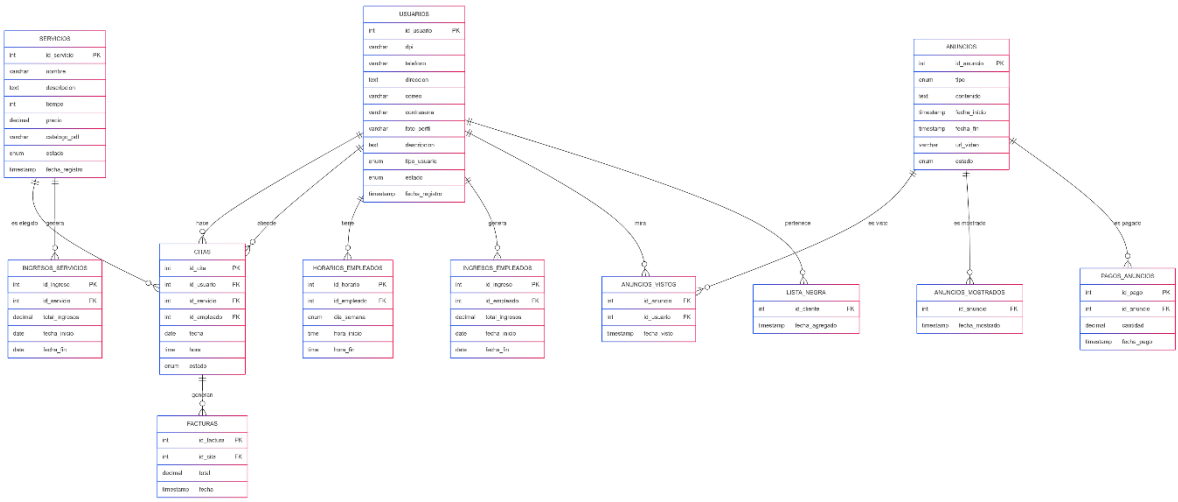 USUARIOS
int id_usuario PK
varchar dpi
varchar telefono
text direccion
varchar correo
varchar contrasena
varchar foto_perfil
text descripcion
enum tipo_usuario
enum estado
timestamp fecha_registro
SERVICIOS
int id_servicio PK
varchar nombre
text descripcion
int tiempo
decimal precio
varchar catalogo_pdf
enum estado
timestamp fecha_registro
ANUNCIOS
int id_anuncio PK
enum tipo
text contenido
timestamp fecha_inicio
timestamp fecha_fin
varchar url_video
enum estado
es elegido
genera
hace
atiende
tiene
genera
mira
pertenece
es visto
es mostrado
es pagado
INGRESOS_SERVICIOS
int id_ingreso PK
int id_servicio FK
decimal total_ingresos
date fecha_inicio
date fecha_fin
CITAS
int id_cita PK
int id_usuario FK
int id_servicio FK
int id_empleado FK
date fecha
time hora
enum estado
HORARIOS_EMPLEADOS
int id_horario PK
int id_empleado FK
enum dia_semana
time hora_inicio
time hora_fin
INGRESOS_EMPLEADOS
int id_ingreso PK
int id_empleado FK
decimal total_ingresos
date fecha_inicio
date fecha_fin
ANUNCIOS_VISTOS
int id_anuncio FK
int id_usuario FK
timestamp fecha_visto
LISTA_NEGRA
int id_cliente FK
timestamp fecha_agregado
ANUNCIOS_MOSTRADOS
int id_anuncio FK
timestamp fecha_mostrado
PAGOS_ANUNCIOS
int id_pago PK
int id_anuncio FK
decimal cantidad
timestamp fecha_pago
generan
FACTURAS
int id_factura PK
int id_cita FK
decimal total
timestamp fecha